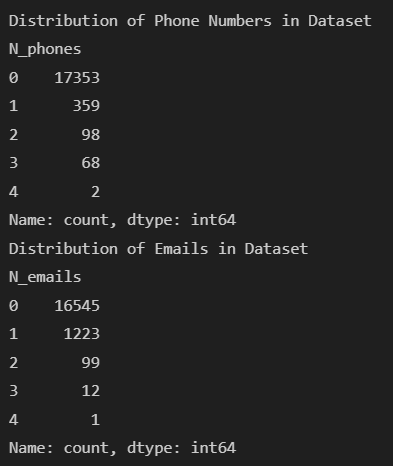 Distribution of Phone Numbers in Dataset
N_phones
0    17353
1      359
2       98
3       68
4        2
Name: count, dtype: int64
Distribution of Emails in Dataset
N_emails
0    16545
1     1223
2       99
3       12
4        1
Name: count, dtype: int64